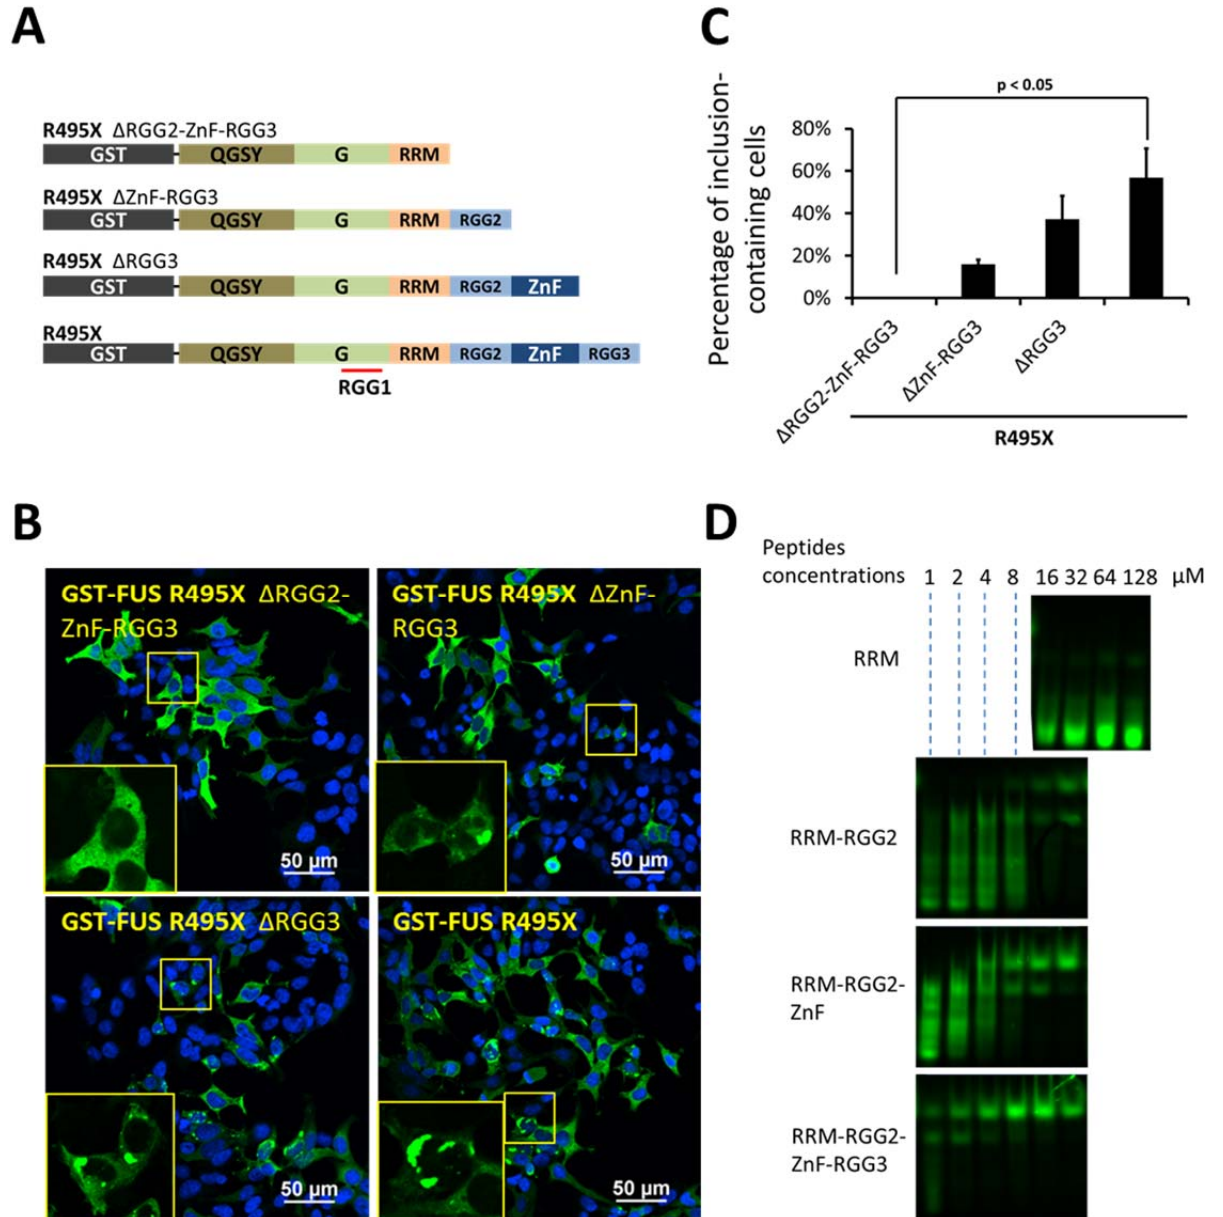 A
R495X ΔRGG2-ZnF-RGG3
GST QGSY G RRM
R495X ΔZnF-RGG3
GST QGSY G RRM RGG2
R495X ΔRGG3
GST QGSY G RRM RGG2 ZnF
R495X
GST QGSY G RRM RGG2 ZnF RGG3
RGG1
C
p < 0.05
Percentage of inclusion-
containing cells
80%
60%
40%
20%
0%
ΔRGG2-ZnF-RGG3
ΔZnF-RGG3
ΔRGG3
R495X
B
GST-FUS R495X ΔRGG2-
ZnF-RGG3
50 µm
GST-FUS R495X ΔZnF-
RGG3
50 µm
GST-FUS R495X ΔRGG3
50 µm
GST-FUS R495X
50 µm
D
Peptides
concentrations 1 2 4 8 16 32 64 128 µM
RRM
RRM-RGG2
RRM-RGG2-
ZnF
RRM-RGG2-
ZnF-RGG3